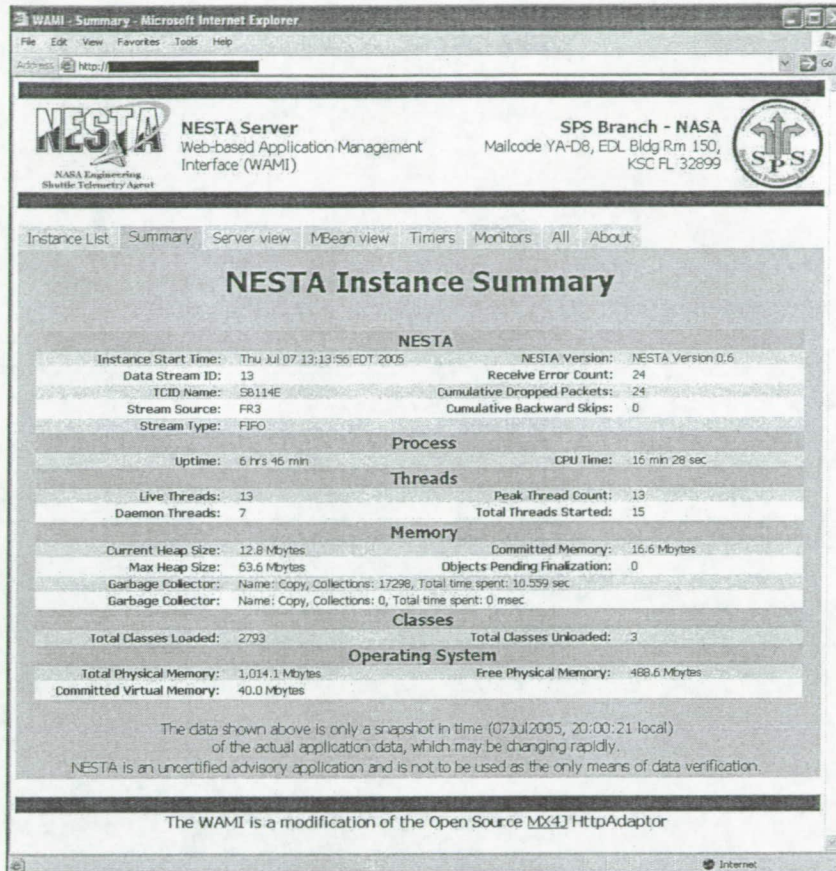 WAMI - Summary - Microsoft Internet Explorer
File Edit View Favorites Tools Help
Address http://
Go
NESTA
NASA Engineering
Shuttle Telemetry Agent
NESTA Server
Web-based Application Management
Interface (WAMI)
SPS Branch - NASA
Mailcode YA-D8, EDL Bldg Rm 150,
KSC FL 32899
SPS
Instance List Summary Server view MBean view Timers Monitors All About
NESTA Instance Summary
NESTA
Instance Start Time: Thu Jul 07 13:13:56 EDT 2005 NESTA Version: NESTA Version 0.6
Data Stream ID: 13 Receive Error Count: 24
TCID Name: SB114E Cumulative Dropped Packets: 24
Stream Source: FR3 Cumulative Backward Skips: 0
Stream Type: FIFO
Process
Uptime: 6 hrs 46 min CPU Time: 16 min 28 sec
Threads
Live Threads: 13 Peak Thread Count: 13
Daemon Threads: 7 Total Threads Started: 15
Memory
Current Heap Size: 12.8 Mbytes Committed Memory: 16.6 Mbytes
Max Heap Size: 63.6 Mbytes Objects Pending Finalization: 0
Garbage Collector: Name: Copy, Collections: 17298, Total time spent: 10.559 sec
Garbage Collector: Name: Copy, Collections: 0, Total time spent: 0 msec
Classes
Total Classes Loaded: 2793 Total Classes Unloaded: 3
Operating System
Total Physical Memory: 1,014.1 Mbytes Free Physical Memory: 488.6 Mbytes
Committed Virtual Memory: 40.0 Mbytes
The data shown above is only a snapshot in time (07Jul2005, 20:00:21 local)
of the actual application data, which may be changing rapidly.
NESTA is an uncertified advisory application and is not to be used as the only means of data verification.
The WAMI is a modification of the Open Source MX4J HttpAdaptor
Internet